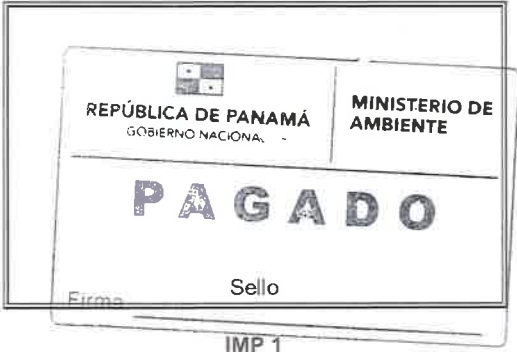 REPÚBLICA DE PANAMÁ
GOBIERNO NACIONAL
MINISTERIO DE
AMBIENTE
PAGADO
Sello
Firma
IMP 1